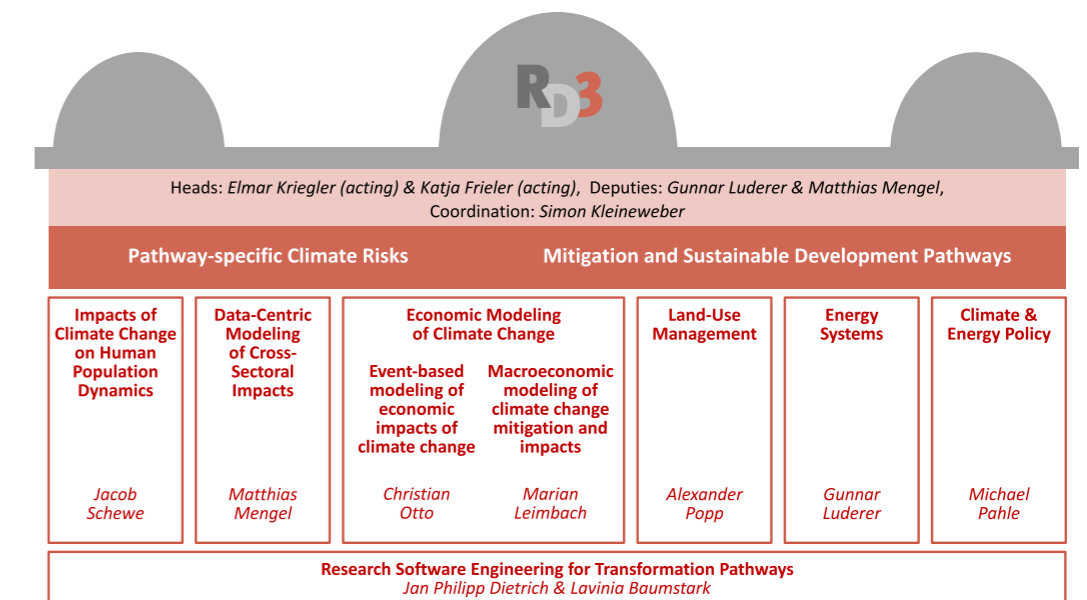 RD3
Heads: Elmar Kriegler (acting) & Katja Frieler (acting), Deputies: Gunnar Luderer & Matthias Mengel,
Coordination: Simon Kleineweber
Pathway-specific Climate Risks
Mitigation and Sustainable Development Pathways
Impacts of
Climate Change
on Human
Population
Dynamics
Jacob
Schewe
Data-Centric
Modeling
of Cross-
Sectoral
Impacts
Matthias
Mengel
Economic Modeling
of Climate Change
Event-based
modeling of
economic
impacts of
climate change
Christian
Otto
Macroeconomic
modeling of
climate change
mitigation and
impacts
Marian
Leimbach
Land-Use
Management
Alexander
Popp
Energy
Systems
Gunnar
Luderer
Climate &
Energy Policy
Michael
Pahle
Research Software Engineering for Transformation Pathways
Jan Philipp Dietrich & Lavinia Baumstark